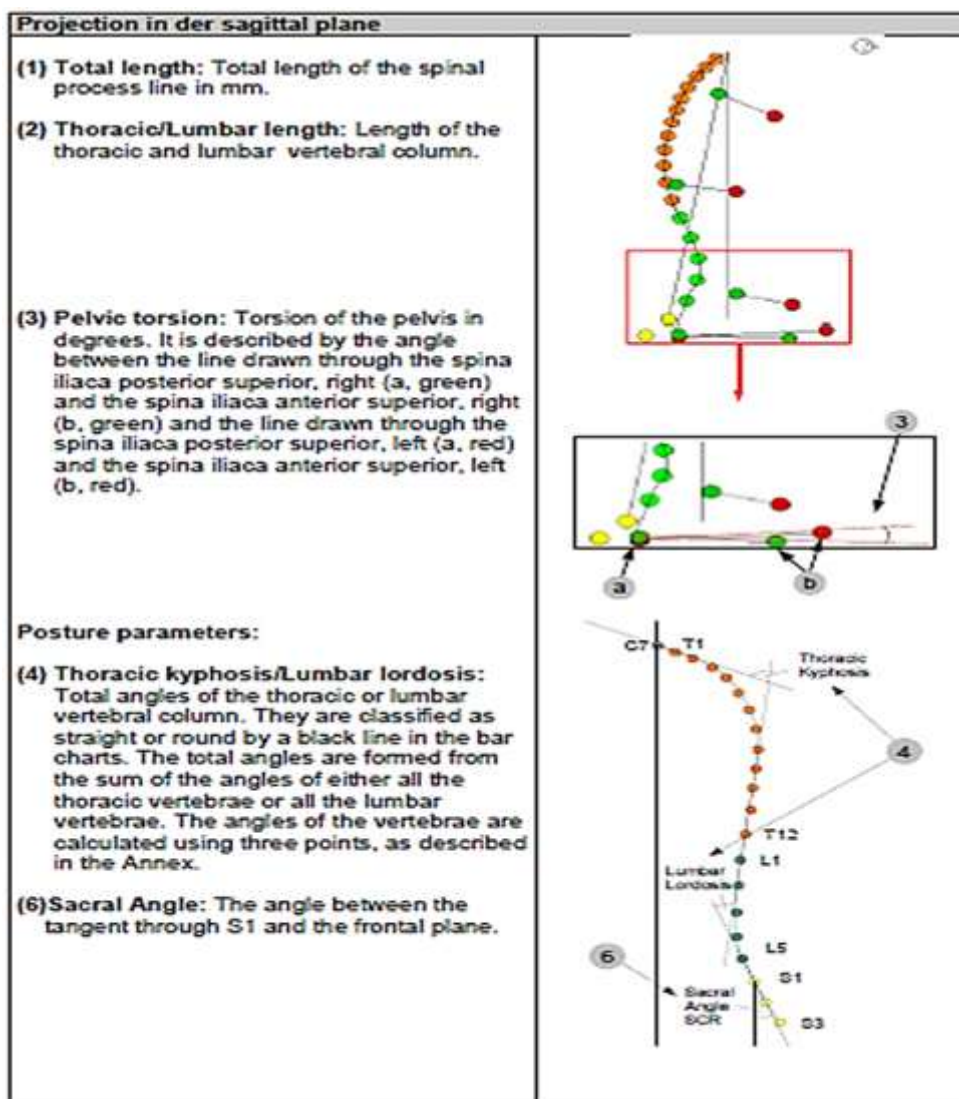 Projection in der sagittal plane
(1) Total length: Total length of the spinal
process line in mm.
(2) Thoracic/Lumbar length: Length of the
thoracic and lumbar vertebral column.
(3) Pelvic torsion: Torsion of the pelvis in
degrees. It is described by the angle
between the line drawn through the spina
iliaca posterior superior, right (a, green)
and the spina iliaca anterior superior, right
(b, green) and the line drawn through the
spina iliaca posterior superior, left (a, red)
and the spina iliaca anterior superior, left
(b, red).
3
a
b
Posture parameters:
(4) Thoracic kyphosis/Lumbar lordosis:
Total angles of the thoracic or lumbar
vertebral column. They are classified as
straight or round by a black line in the bar
charts. The total angles are formed from
the sum of the angles of either all the
thoracic vertebrae or all the lumbar
vertebrae. The angles of the vertebrae are
calculated using three points, as described
in the Annex.
(6)Sacral Angle: The angle between the
tangent through S1 and the frontal plane.
C7
T1
Thoracic
Kyphosis
4
T12
L1
Lumbar
Lordosis
L5
6
S1
Sacral
Angle
SCR
S3